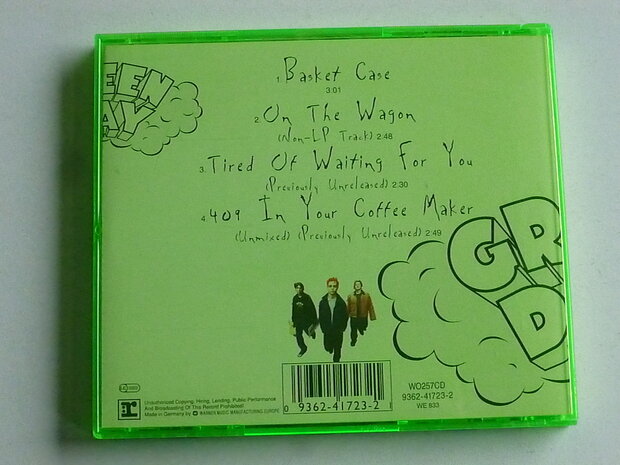 EEN
AY
1. Basket Case
3:01
2. On The Wagon
(Non-LP Track) 2:48
3. Tired Of Waiting For You
(Previously Unreleased) 2:30
4. 409 In Your Coffee Maker
(Unmixed) (Previously Unreleased) 2:49
GR
D
Unauthorized Copying, Hiring, Lending, Public Performance
And Broadcasting Of This Record Prohibited!
Made in Germany by WARNER MUSIC MANUFACTURING EUROPE
r
0 9362-41723-2
WO257CD
9362-41723-2
WE 833